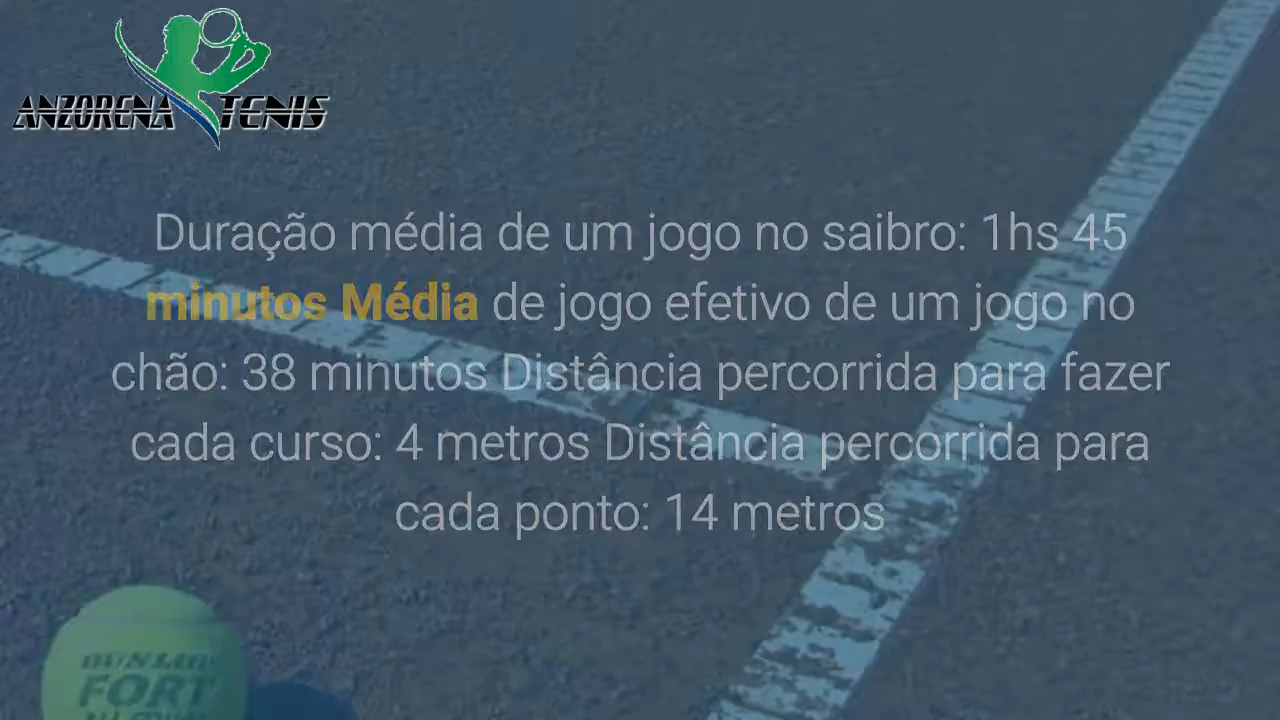 ANZORENA TENIS
Duração média de um jogo no saibro: 1hs 45
minutos Média de jogo efetivo de um jogo no
chão: 38 minutos Distância percorrida para fazer
cada curso: 4 metros Distância percorrida para
cada ponto: 14 metros
DUNLOP
FORT